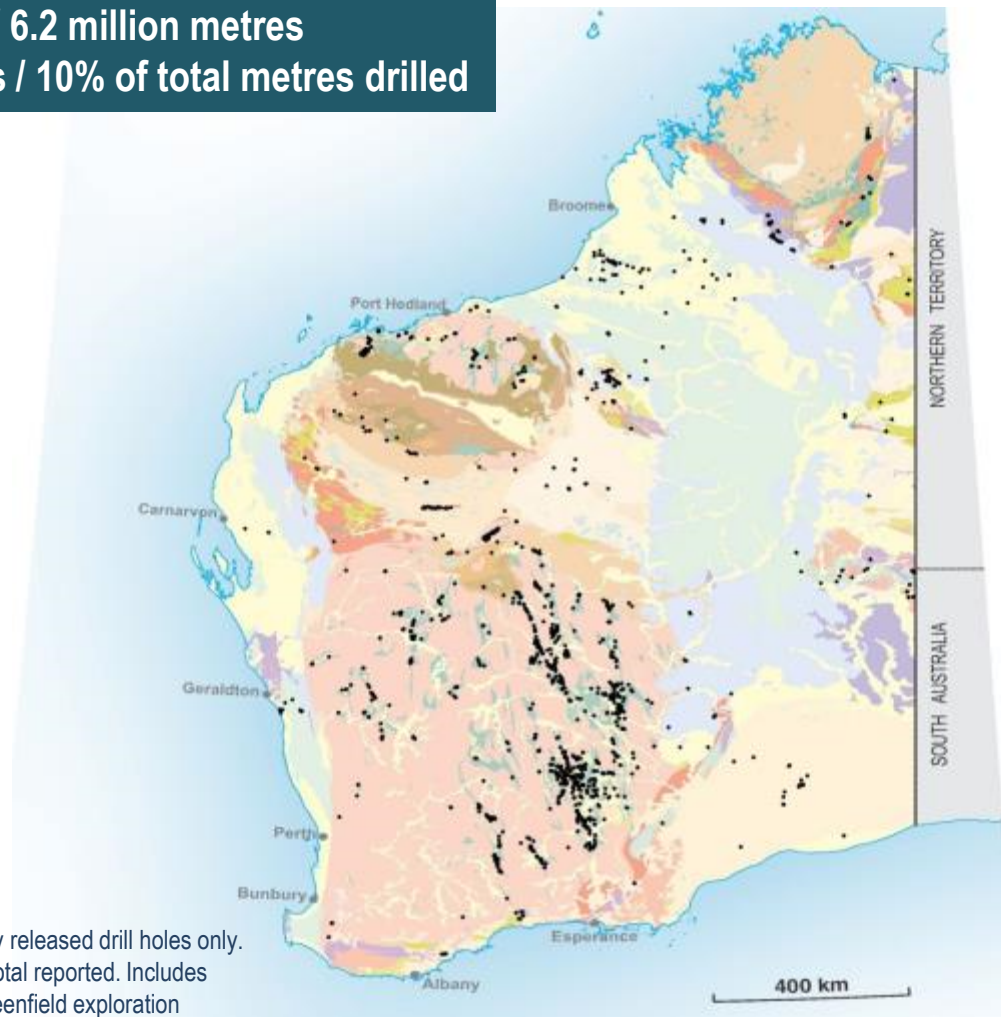 6.2 million metres
s / 10% of total metres drilled
Broome
Port Hedland
NORTHERN TERRITORY
Carnarvon
Geraldton
SOUTH AUSTRALIA
Perth
Bunbury
Esperance
Albany
400 km
y released drill holes only.
otal reported. Includes
eenfield exploration